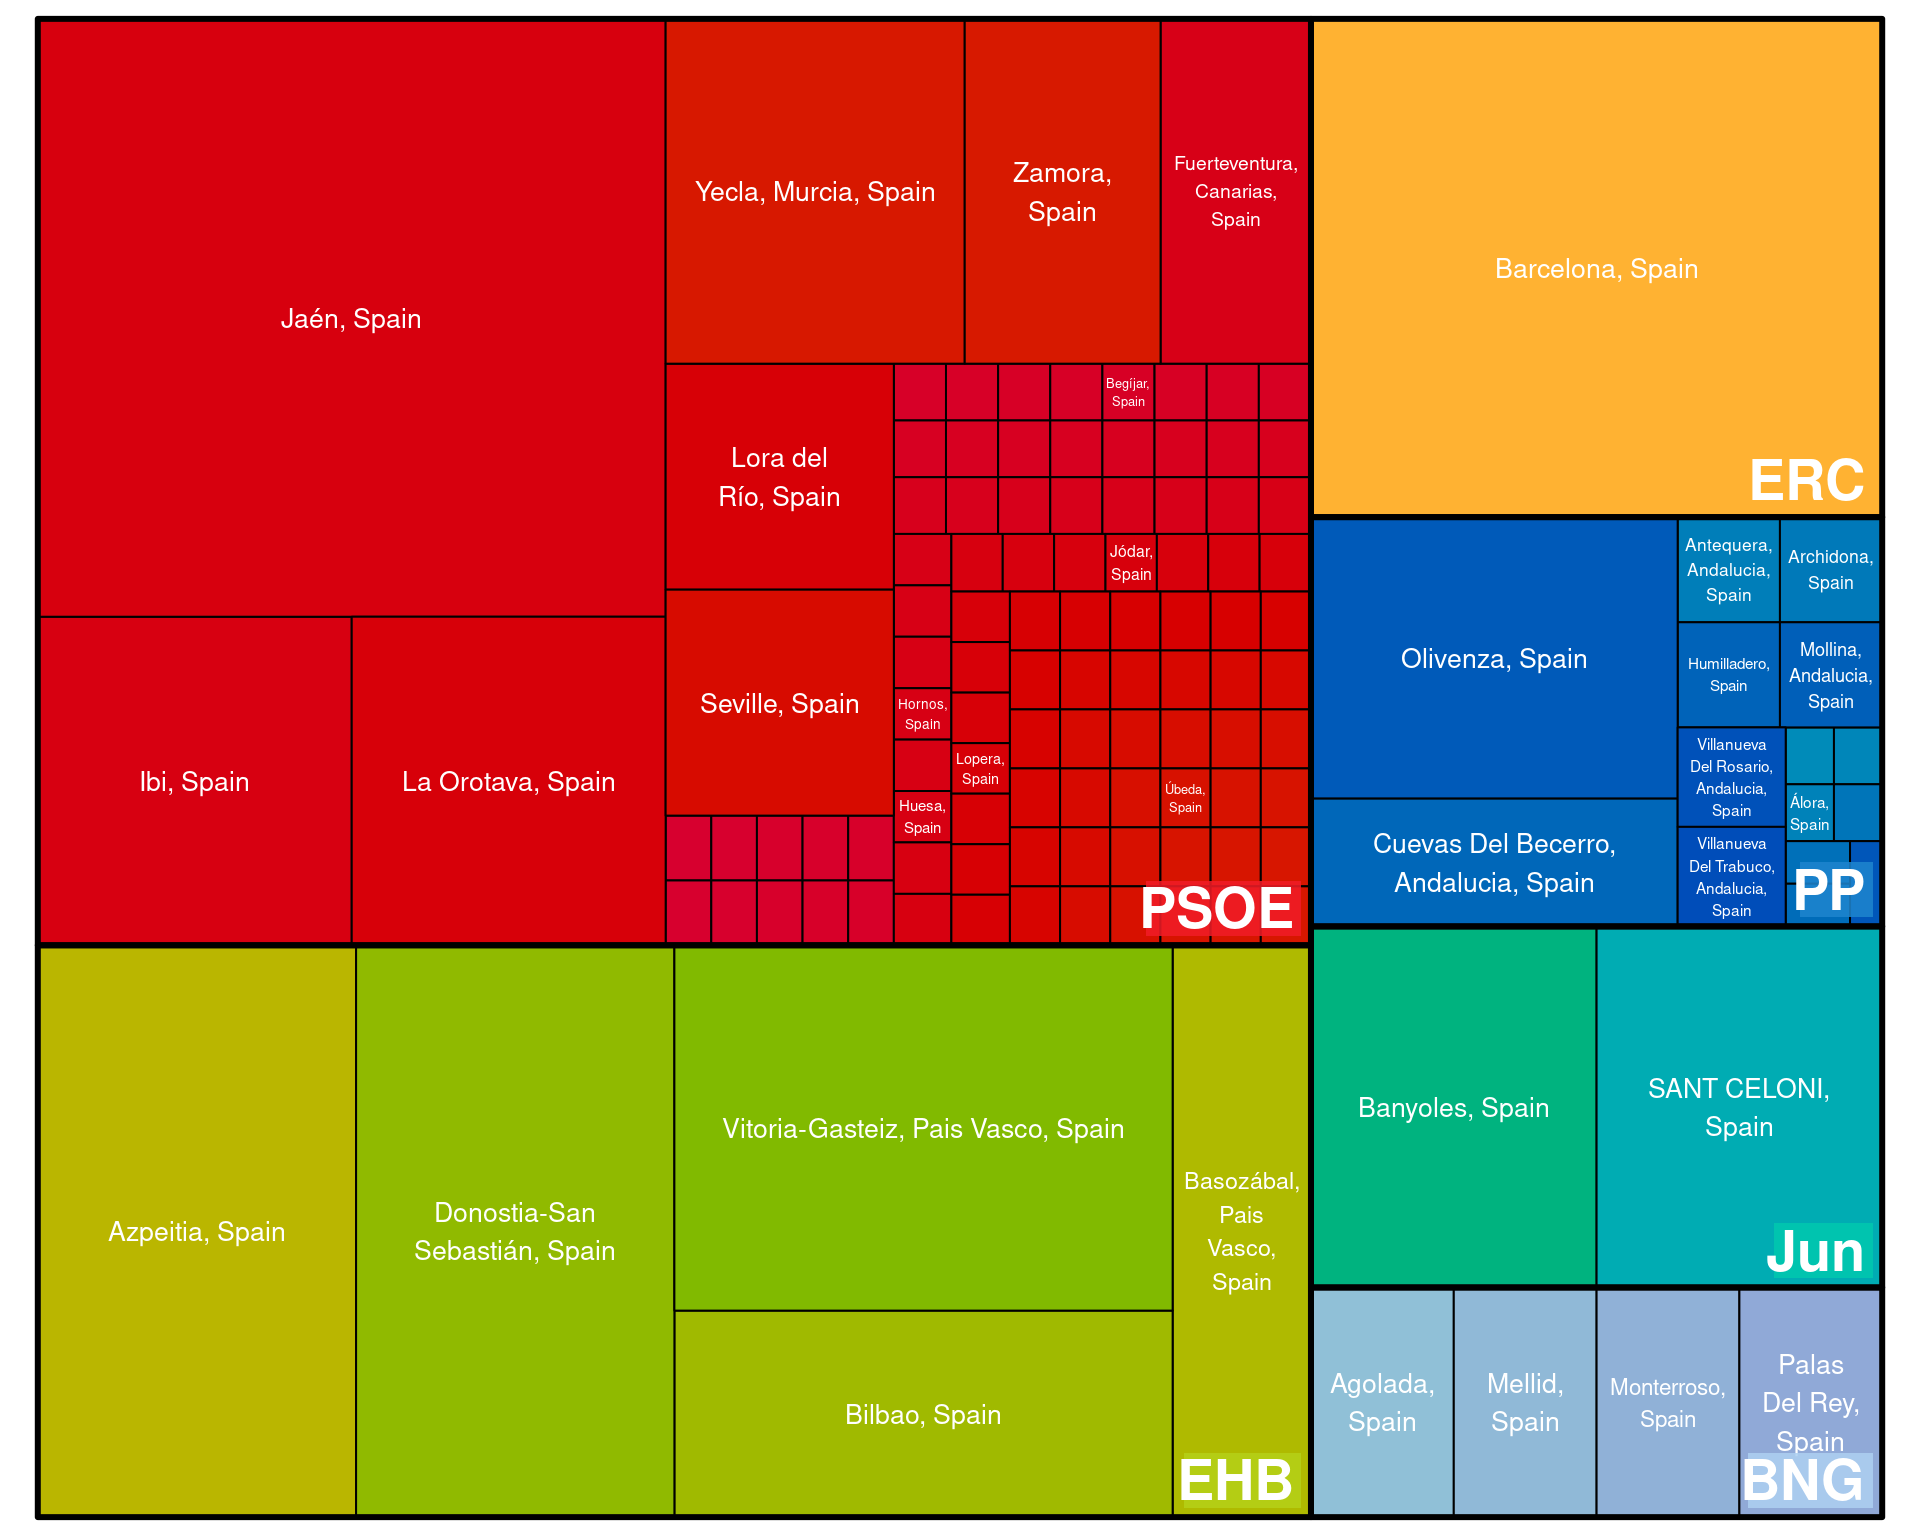 Jaén, Spain
Yecla, Murcia, Spain
Zamora,
Spain
Fuerteventura,
Canarias,
Spain
Ibi, Spain
La Orotava, Spain
Lora del
Río, Spain
Seville, Spain
Begíjar,
Spain
Jódar,
Spain
Hornos,
Spain
Lopera,
Spain
Huesa,
Spain
Úbeda,
Spain
PSOE
Barcelona, Spain
ERC
Olivenza, Spain
Cuevas Del Becerro,
Andalucia, Spain
Antequera,
Andalucia,
Spain
Archidona,
Spain
Humilladero,
Spain
Mollina,
Andalucia,
Spain
Villanueva
Del Rosario,
Andalucia,
Spain
Álora,
Spain
Villanueva
Del Trabuco,
Andalucia,
Spain
PP
Azpeitia, Spain
Donostia-San
Sebastián, Spain
Vitoria-Gasteiz, Pais Vasco, Spain
Bilbao, Spain
Basozábal,
Pais
Vasco,
Spain
EHB
Banyoles, Spain
SANT CELONI,
Spain
Jun
Agolada,
Spain
Mellid,
Spain
Monterroso,
Spain
Palas
Del Rey,
Spain
BNG